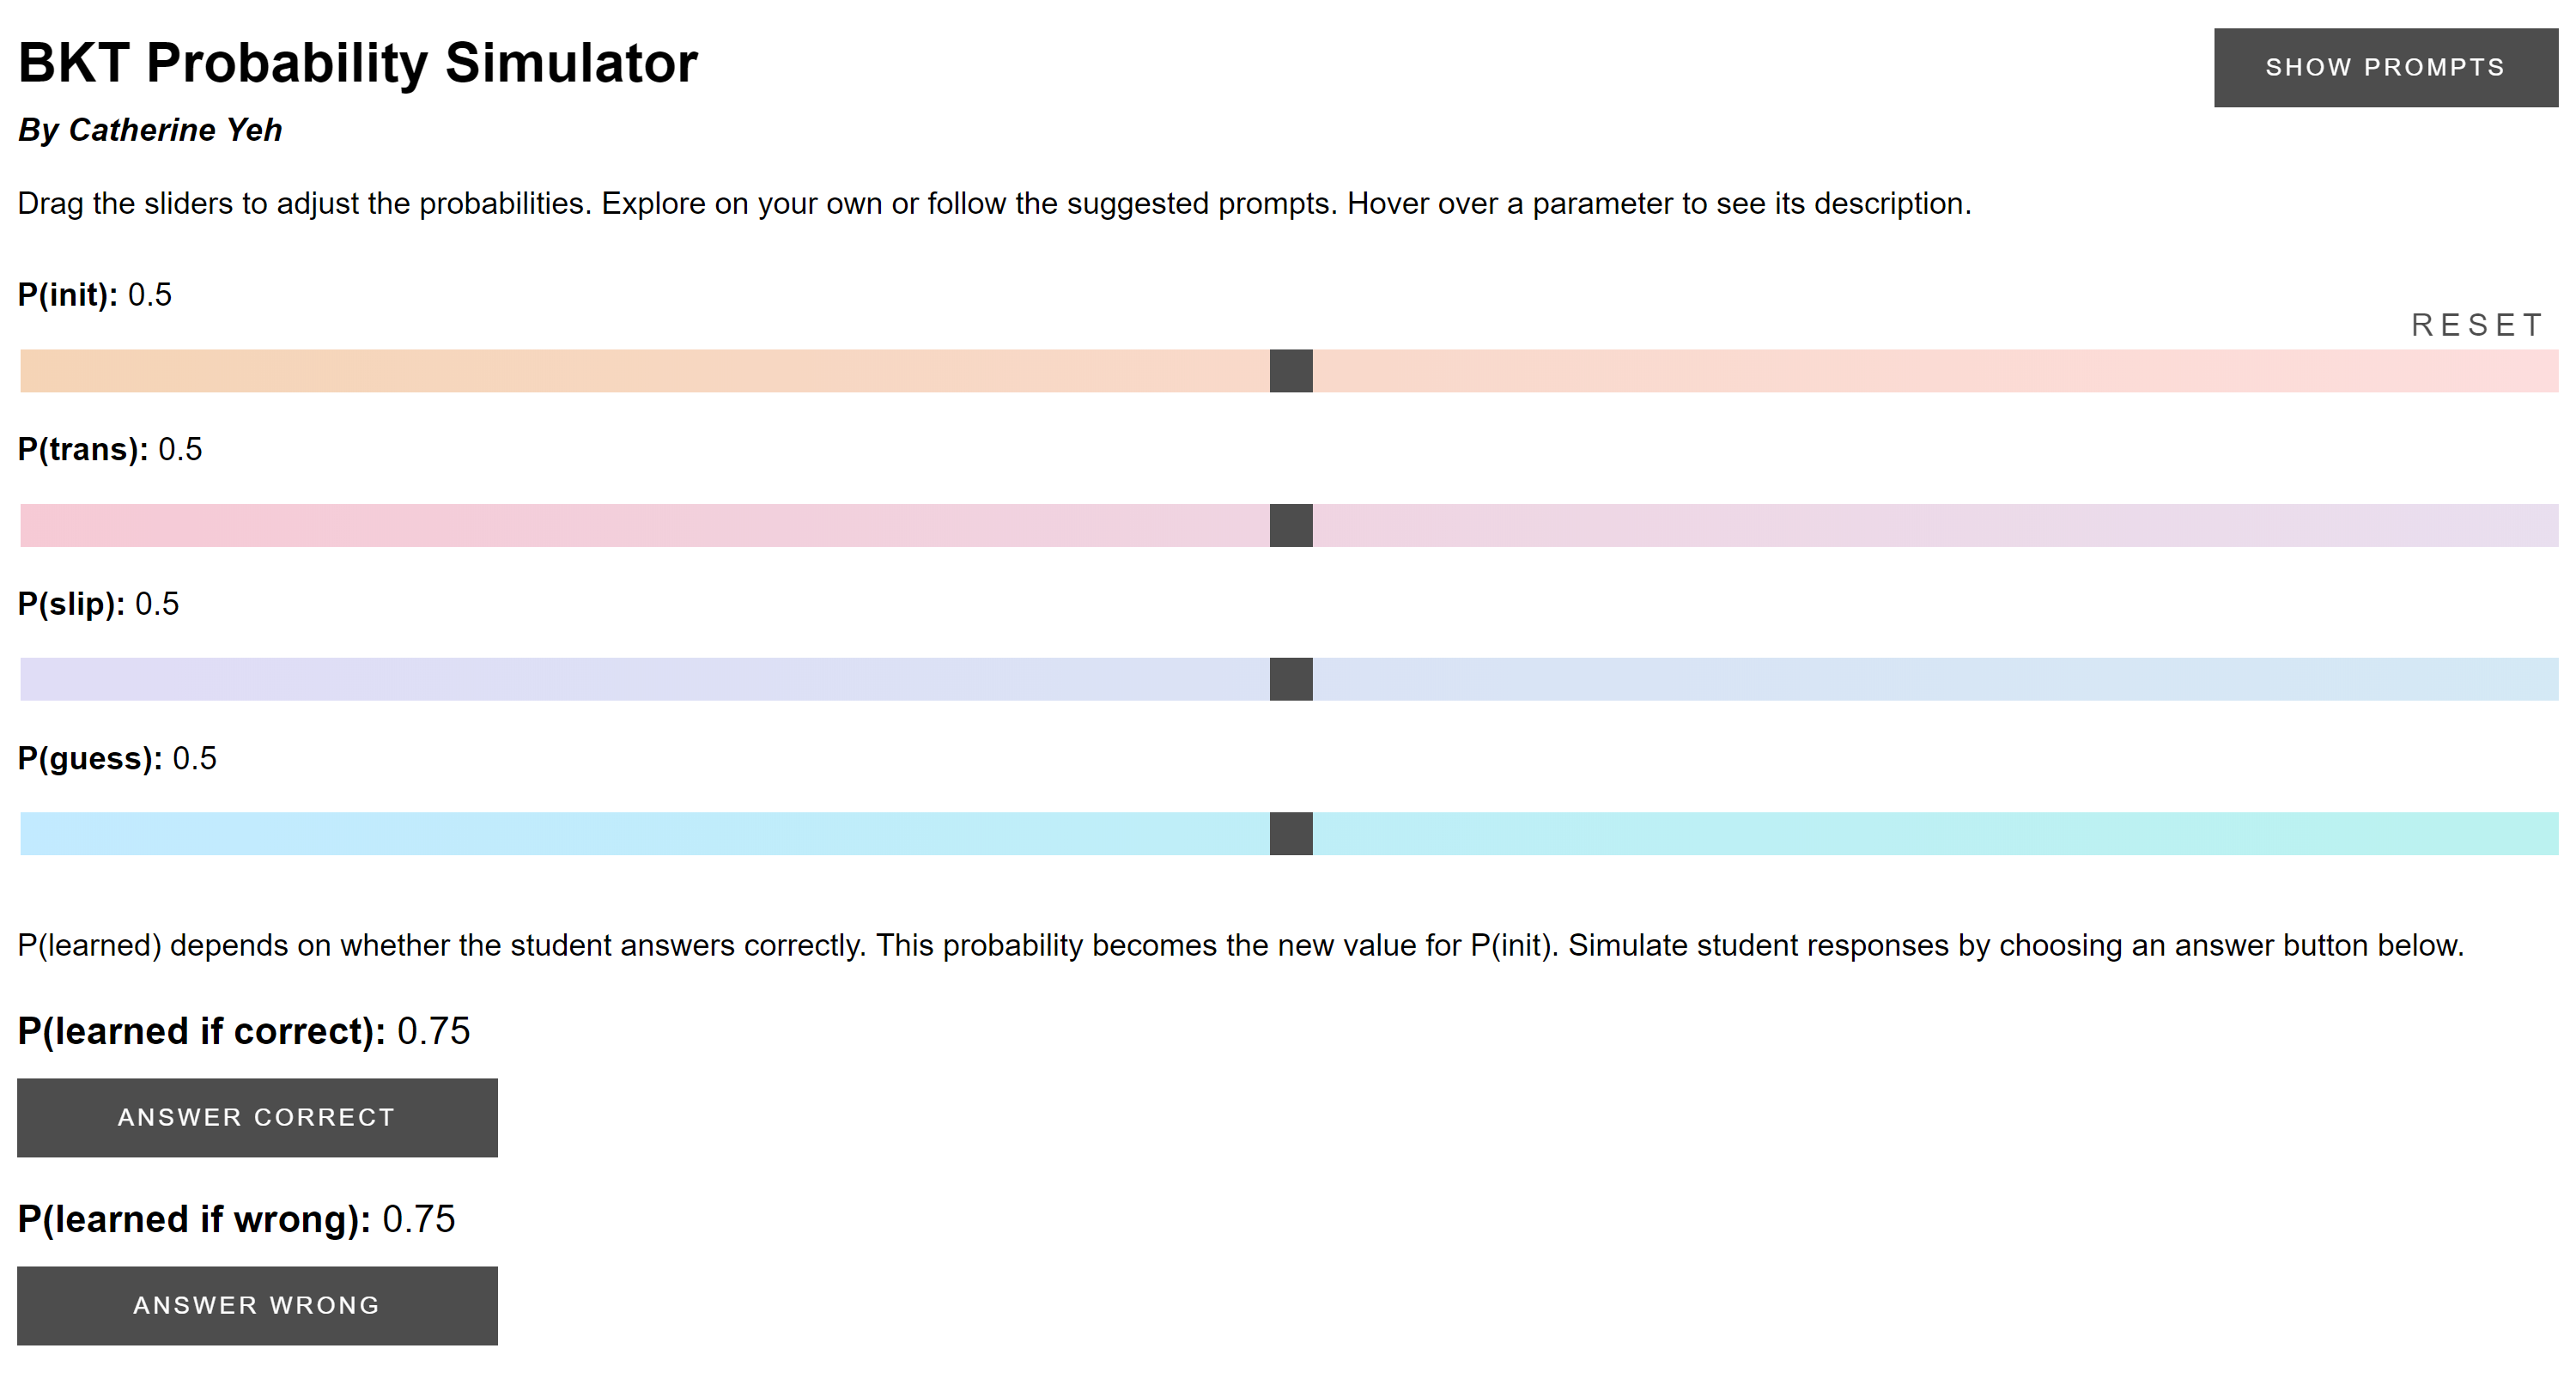 BKT Probability Simulator
SHOW PROMPTS
By Catherine Yeh
Drag the sliders to adjust the probabilities. Explore on your own or follow the suggested prompts. Hover over a parameter to see its description.
P(init): 0.5
RESET
P(trans): 0.5
P(slip): 0.5
P(guess): 0.5
P(learned) depends on whether the student answers correctly. This probability becomes the new value for P(init). Simulate student responses by choosing an answer button below.
P(learned if correct): 0.75
ANSWER CORRECT
P(learned if wrong): 0.75
ANSWER WRONG